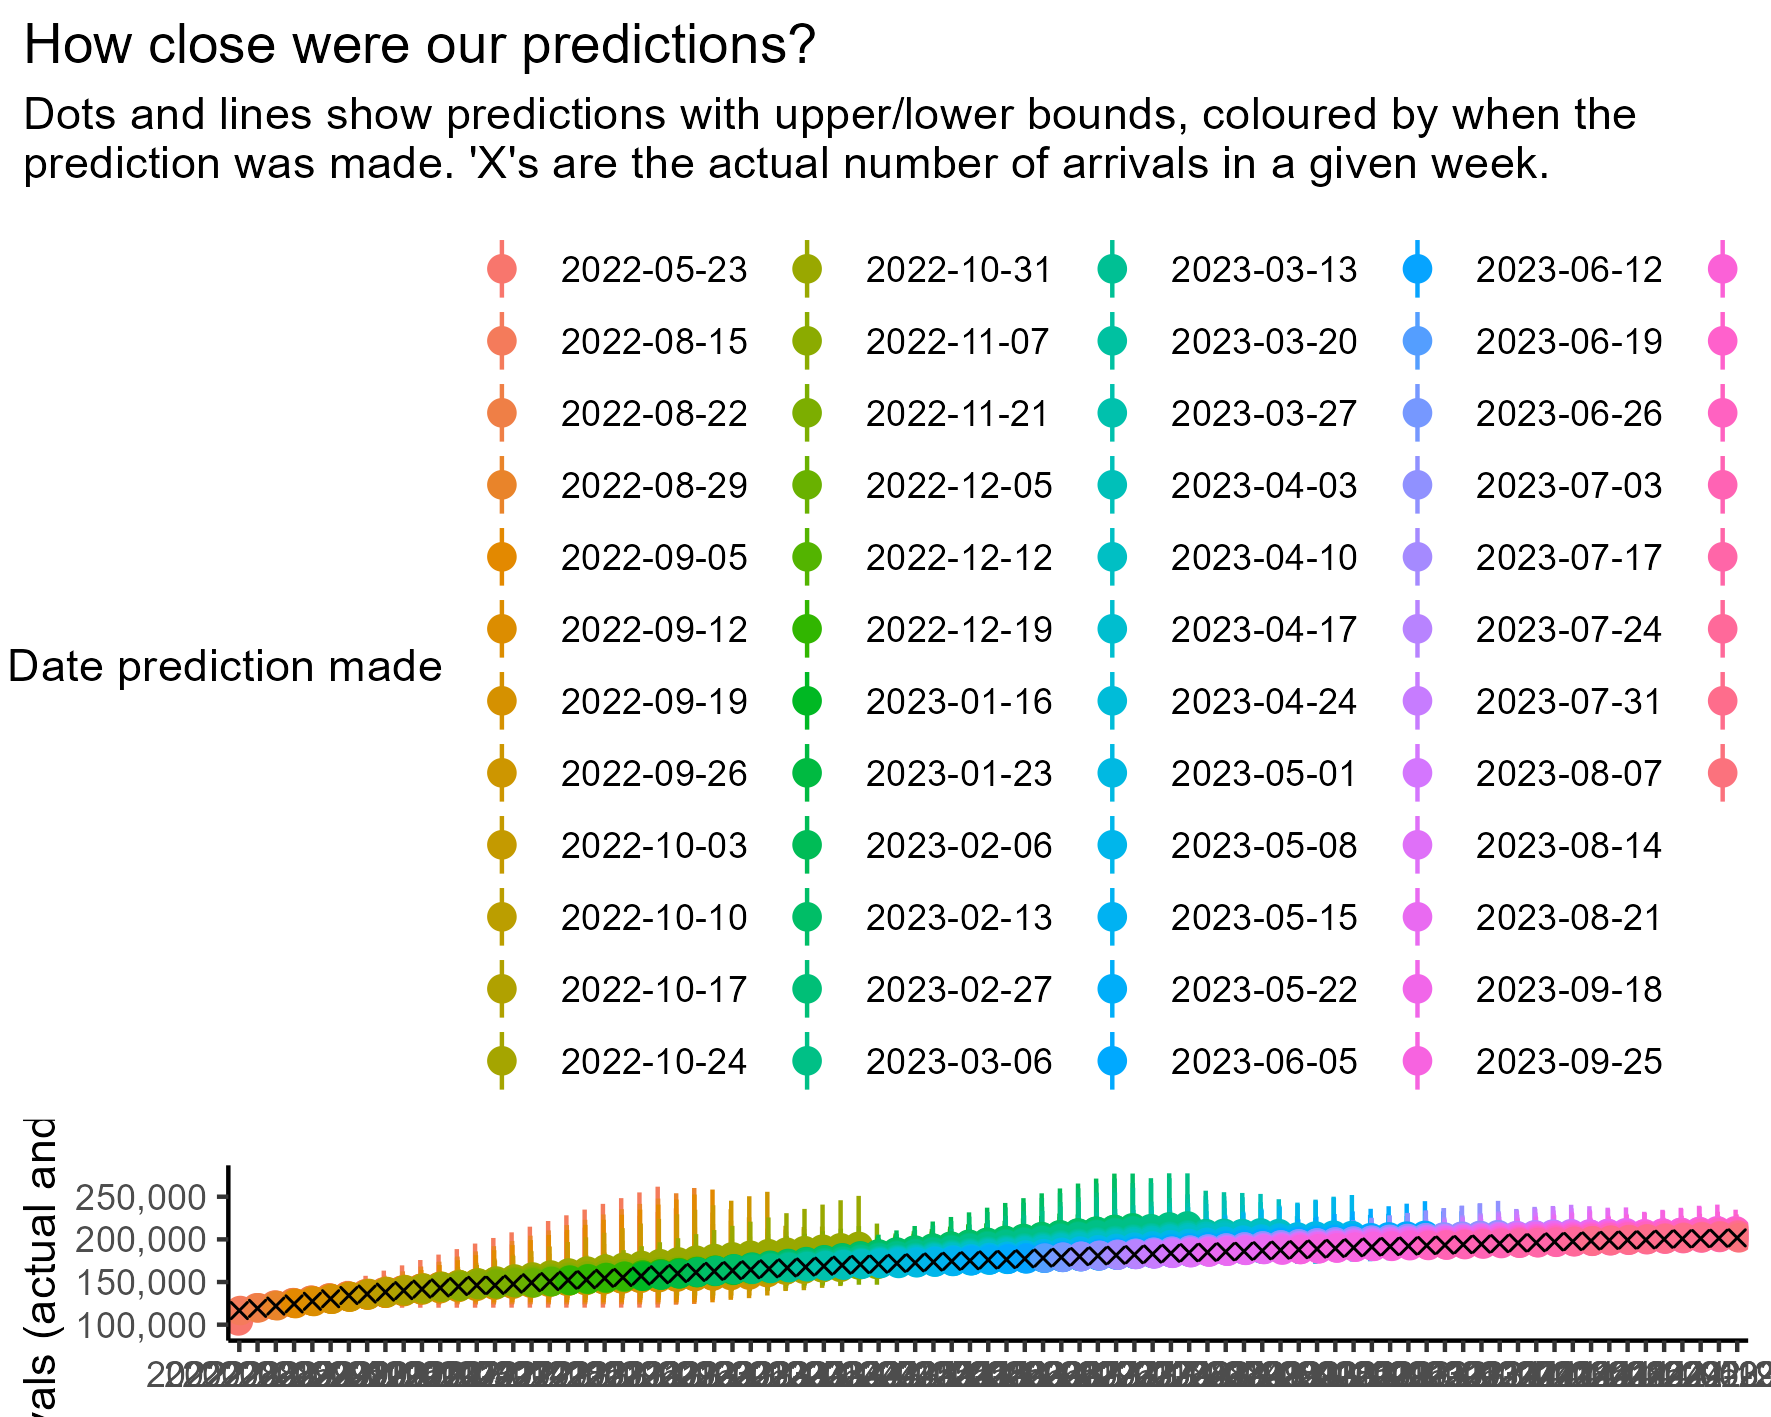 How close were our predictions?
Dots and lines show predictions with upper/lower bounds, coloured by when the
prediction was made. 'X's are the actual number of arrivals in a given week.
2022-05-23 2022-10-31 2023-03-13 2023-06-12
2022-08-15 2022-11-07 2023-03-20 2023-06-19
2022-08-22 2022-11-21 2023-03-27 2023-06-26
2022-08-29 2022-12-05 2023-04-03 2023-07-03
2022-09-05 2022-12-12 2023-04-10 2023-07-17
2022-09-12 2022-12-19 2023-04-17 2023-07-24
Date prediction made
2022-09-19 2023-01-16 2023-04-24 2023-07-31
2022-09-26 2023-01-23 2023-05-01 2023-08-07
2022-10-03 2023-02-06 2023-05-08 2023-08-14
2022-10-10 2023-02-13 2023-05-15 2023-08-21
2022-10-17 2023-02-27 2023-05-22 2023-09-18
2022-10-24 2023-03-06 2023-06-05 2023-09-25
(actual and
250,000
200,000
150,000
100,000